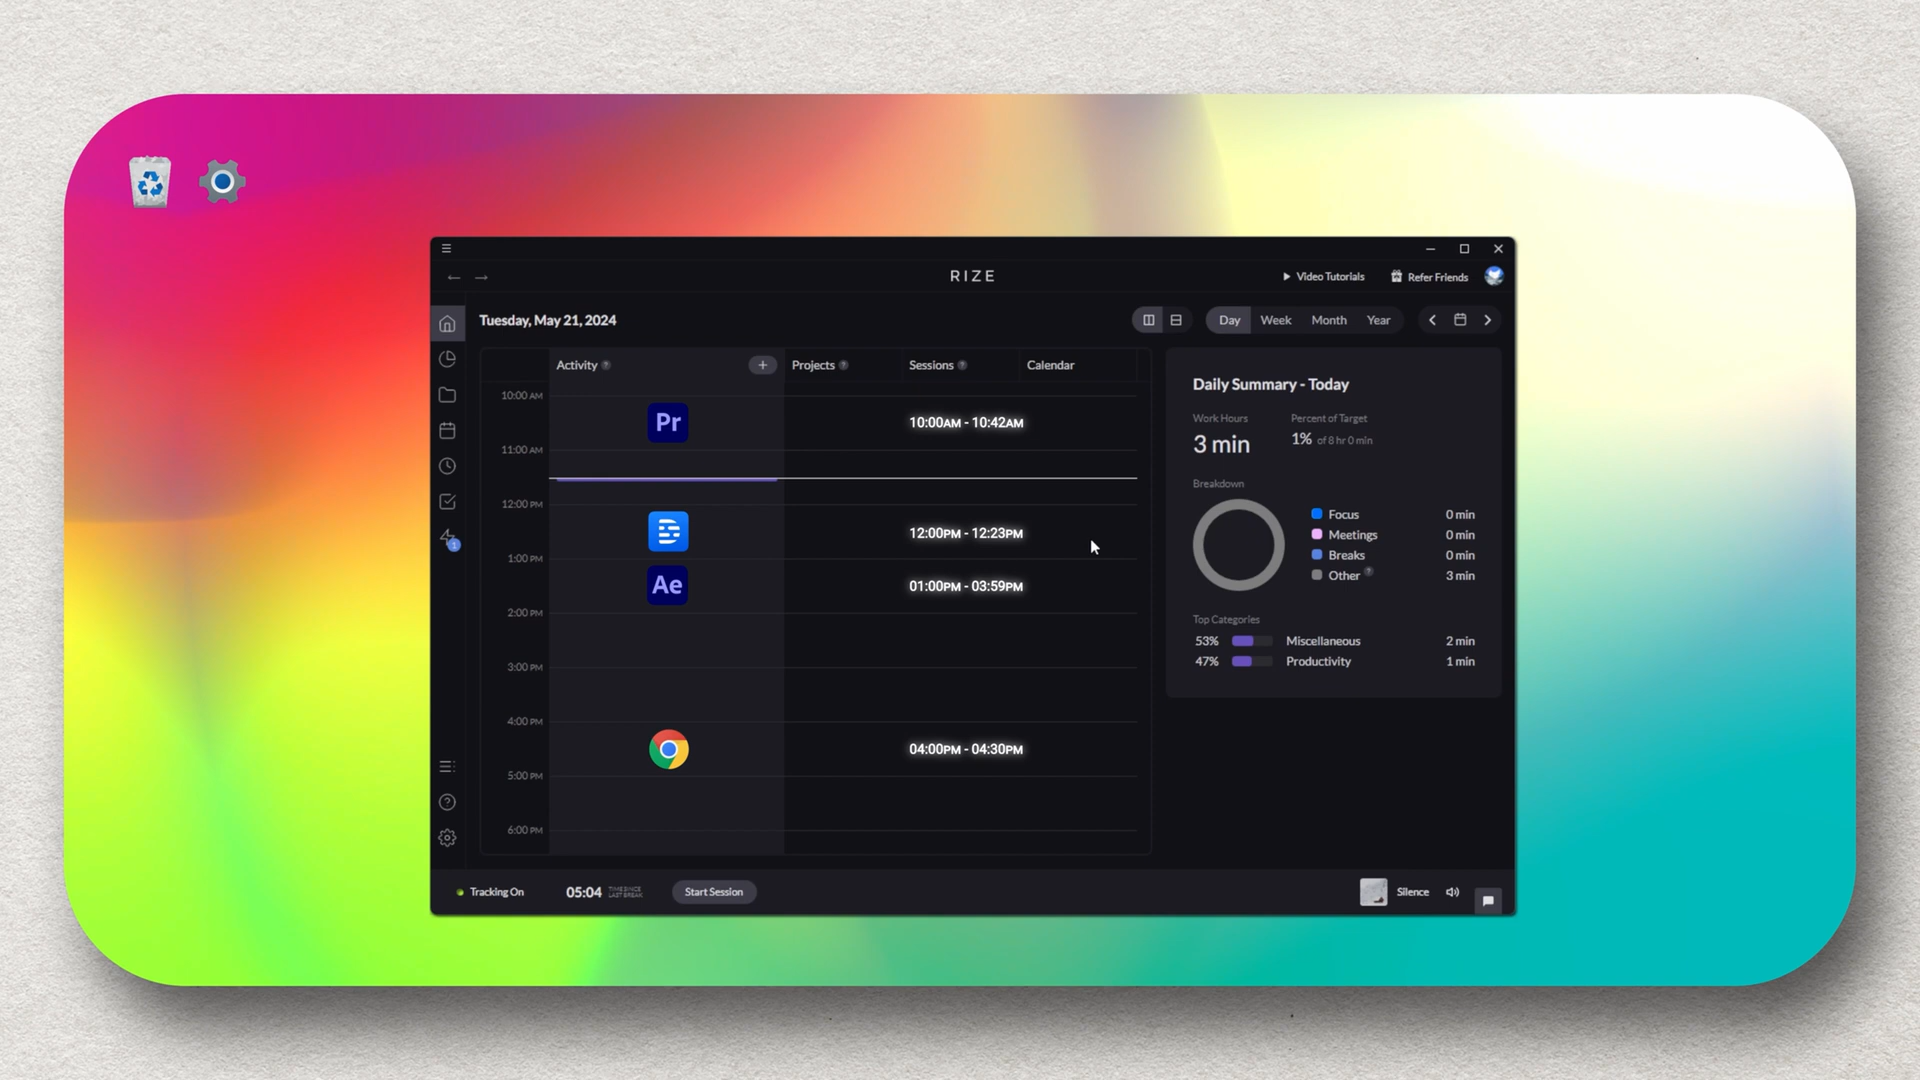 RIZE
Video Tutorials
Refer Friends
Tuesday, May 21, 2024
Day
Week
Month
Year
Activity
Projects
Sessions
Calendar
10:00 AM
Pr
10:00AM - 10:42AM
11:00 AM
12:00 PM
12:00PM - 12:23PM
1:00 PM
Ae
01:00PM - 03:59PM
2:00 PM
3:00 PM
4:00 PM
04:00PM - 04:30PM
5:00 PM
6:00 PM
Daily Summary - Today
Work Hours
Percent of Target
3 min
1% of 8 hr 0 min
Breakdown
Focus 0 min
Meetings 0 min
Breaks 0 min
Other 3 min
Top Categories
53% Miscellaneous 2 min
47% Productivity 1 min
1
Tracking On
05:04
TIME SINCE
LAST BREAK
Start Session
Silence